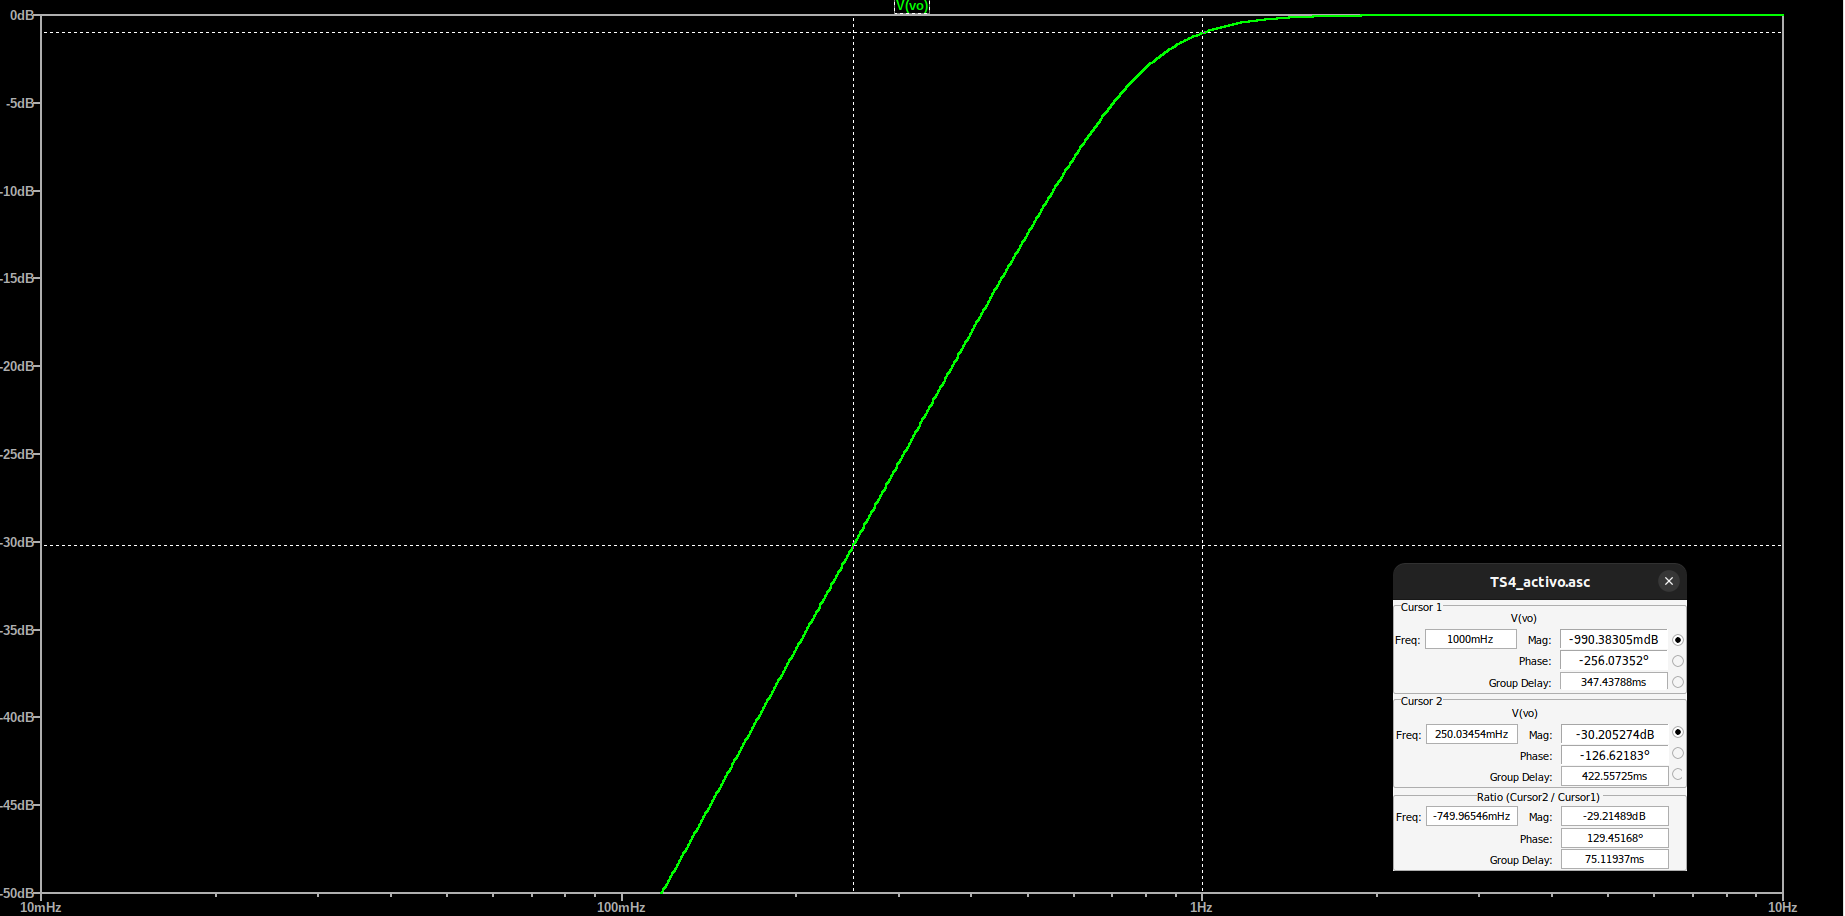 V(vo)
0dB
-5dB
-10dB
-15dB
-20dB
-25dB
-30dB
-35dB
-40dB
-45dB
-50dB
10mHz 100mHz 1Hz 10Hz
TS4_activo.asc
Cursor 1
V(vo)
Freq: 1000mHz Mag: -990.38305mdB
Phase: -256.07352°
Group Delay: 347.43788ms
Cursor 2
V(vo)
Freq: 250.03454mHz Mag: -30.205274dB
Phase: -126.62183°
Group Delay: 422.55725ms
Ratio (Cursor2 / Cursor1)
Freq: -749.96546mHz Mag: -29.21489dB
Phase: 129.45168°
Group Delay: 75.11937ms